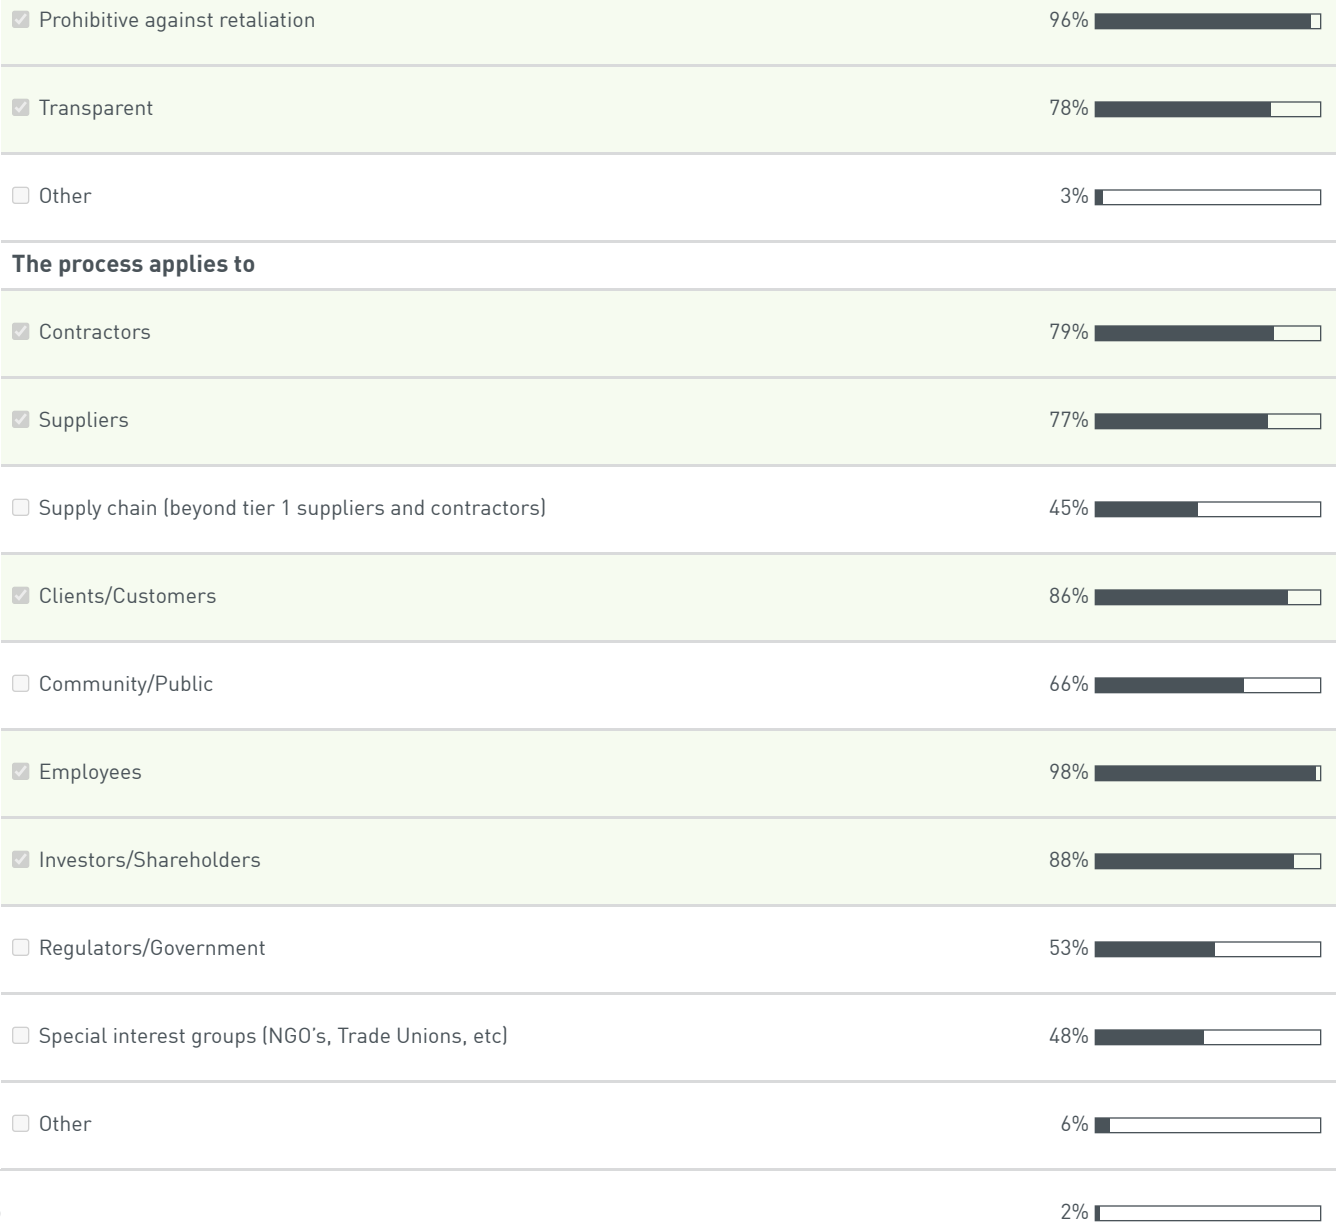 Prohibitive against retaliation 96%
Transparent 78%
Other 3%
The process applies to
Contractors 79%
Suppliers 77%
Supply chain (beyond tier 1 suppliers and contractors) 45%
Clients/Customers 86%
Community/Public 66%
Employees 98%
Investors/Shareholders 88%
Regulators/Government 53%
Special interest groups (NGO's, Trade Unions, etc) 48%
Other 6%
2%